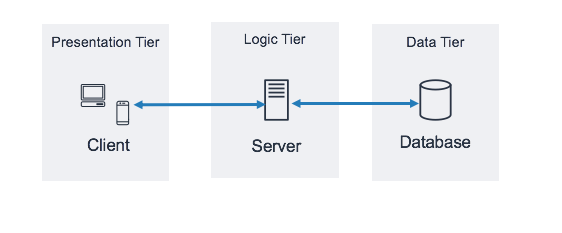 Presentation Tier
Logic Tier
Data Tier
Client
Server
Database